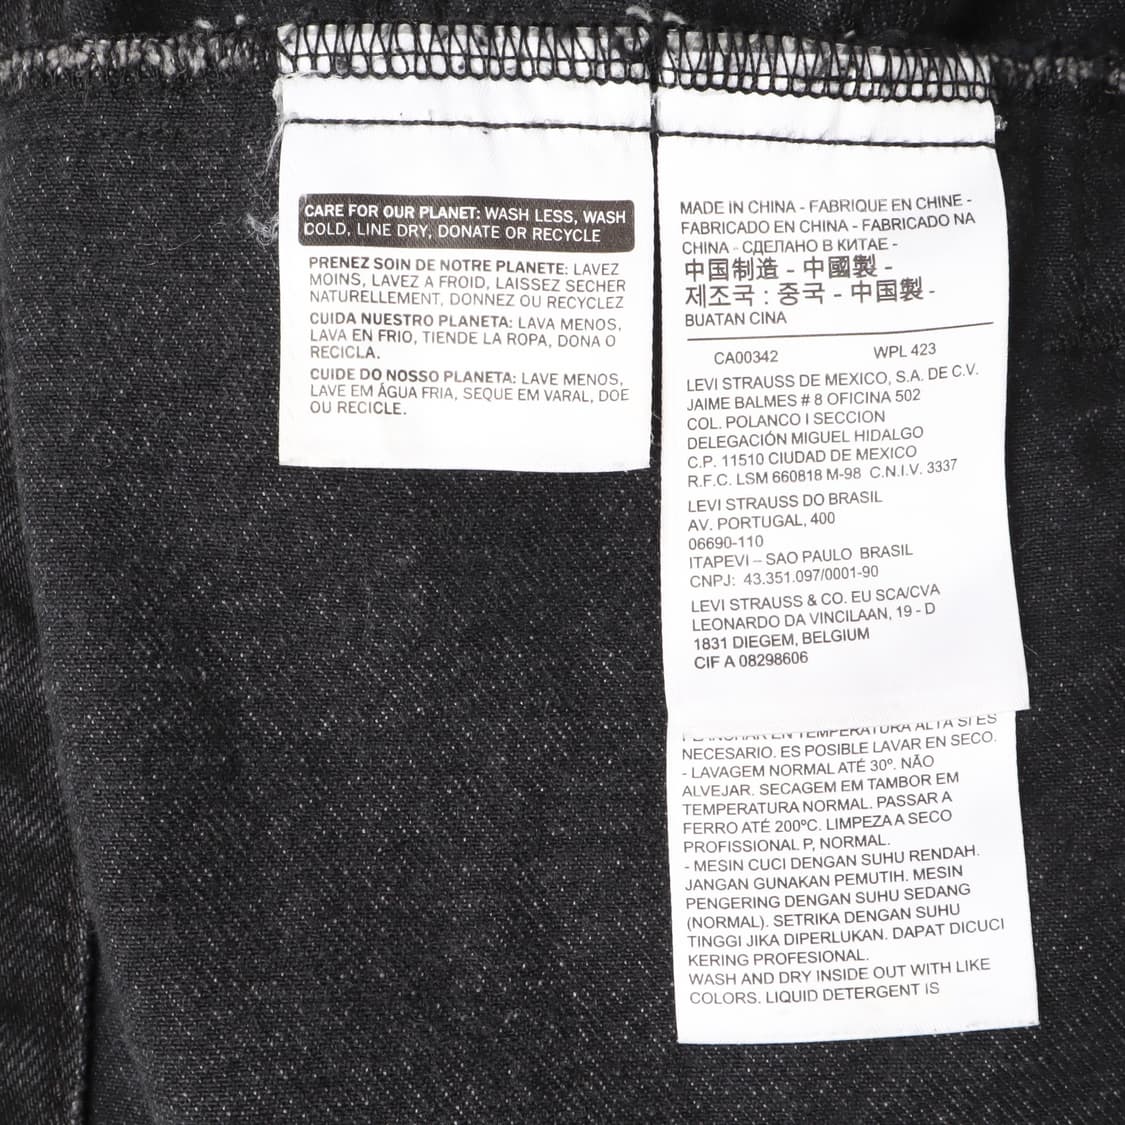 CARE FOR OUR PLANET: WASH LESS, WASH
COLD, LINE DRY, DONATE OR RECYCLE
PRENEZ SOIN DE NOTRE PLANETE: LAVEZ
MOINS, LAVEZ A FROID, LAISSEZ SECHER
NATURELLEMENT, DONNEZ OU RECYCLEZ
CUIDA NUESTRO PLANETA: LAVA MENOS,
LAVA EN FRIO, TIENDE LA ROPA, DONA O
RECICLA.
CUIDE DO NOSSO PLANETA: LAVE MENOS,
LAVE EM ÁGUA FRIA, SEQUE EM VARAL, DOE
OU RECICLE.
MADE IN CHINA - FABRIQUE EN CHINE -
FABRICADO EN CHINA - FABRICADO NA
CHINA - СДЕЛАНО В КИТАЕ -
中国制造 - 中國製 -
제조국 : 중국 - 中国製 -
BUATAN CINA
CA00342 WPL 423
LEVI STRAUSS DE MEXICO, S.A. DE C.V.
JAIME BALMES # 8 OFICINA 502
COL. POLANCO I SECCION
DELEGACIÓN MIGUEL HIDALGO
C.P. 11510 CIUDAD DE MEXICO
R.F.C. LSM 660818 M-98 C.N.I.V. 3337
LEVI STRAUSS DO BRASIL
AV. PORTUGAL, 400
06690-110
ITAPEVI – SAO PAULO BRASIL
CNPJ: 43.351.097/0001-90
LEVI STRAUSS & CO. EU SCA/CVA
LEONARDO DA VINCILAAN, 19 - D
1831 DIEGEM, BELGIUM
CIF A 08298606
PLANCHAR EN TEMPERATURA ALTA SI ES
NECESARIO. ES POSIBLE LAVAR EN SECO.
- LAVAGEM NORMAL ATÉ 30º. NÃO
ALVEJAR. SECAGEM EM TAMBOR EM
TEMPERATURA NORMAL. PASSAR A
FERRO ATÉ 200ºC. LIMPEZA A SECO
PROFISSIONAL P, NORMAL.
- MESIN CUCI DENGAN SUHU RENDAH.
JANGAN GUNAKAN PEMUTIH. MESIN
PENGERING DENGAN SUHU SEDANG
(NORMAL). SETRIKA DENGAN SUHU
TINGGI JIKA DIPERLUKAN. DAPAT DICUCI
KERING PROFESIONAL.
WASH AND DRY INSIDE OUT WITH LIKE
COLORS. LIQUID DETERGENT IS